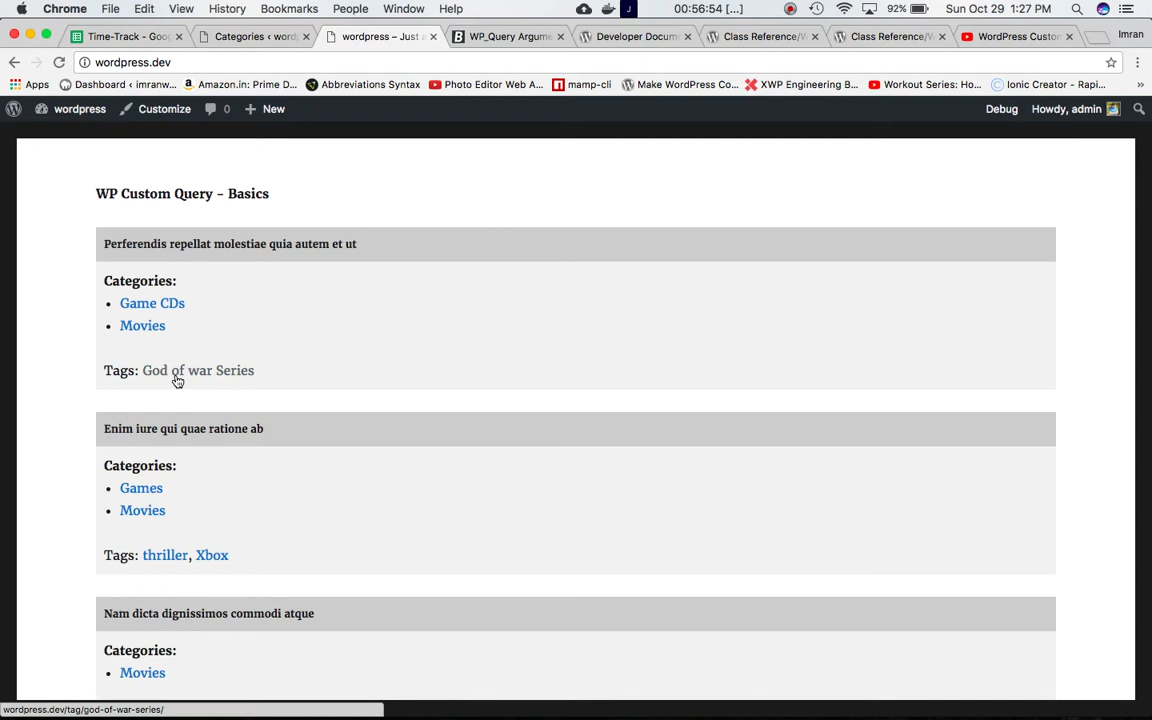 Chrome File Edit View History Bookmarks People Window Help 00:56:54 [...] 92% Sun Oct 29 1:27 PM
Time-Track – Goo Categories ‹ word wordpress – Just a WP_Query Argume Developer Docume Class Reference/W Class Reference/W WordPress Custom Imran
wordpress.dev
Apps Dashboard ‹ imranw... Amazon.in: Prime D... Abbreviations Syntax Photo Editor Web A... mamp-cli Make WordPress Co... XWP Engineering B... Workout Series: Ho... Ionic Creator - Rapi... »
wordpress Customize 0 New Debug Howdy, admin
WP Custom Query - Basics
Perferendis repellat molestiae quia autem et ut
Categories:
• Game CDs
• Movies
Tags: God of war Series
Enim iure qui quae ratione ab
Categories:
• Games
• Movies
Tags: thriller, Xbox
Nam dicta dignissimos commodi atque
Categories:
• Movies
wordpress.dev/tag/god-of-war-series/